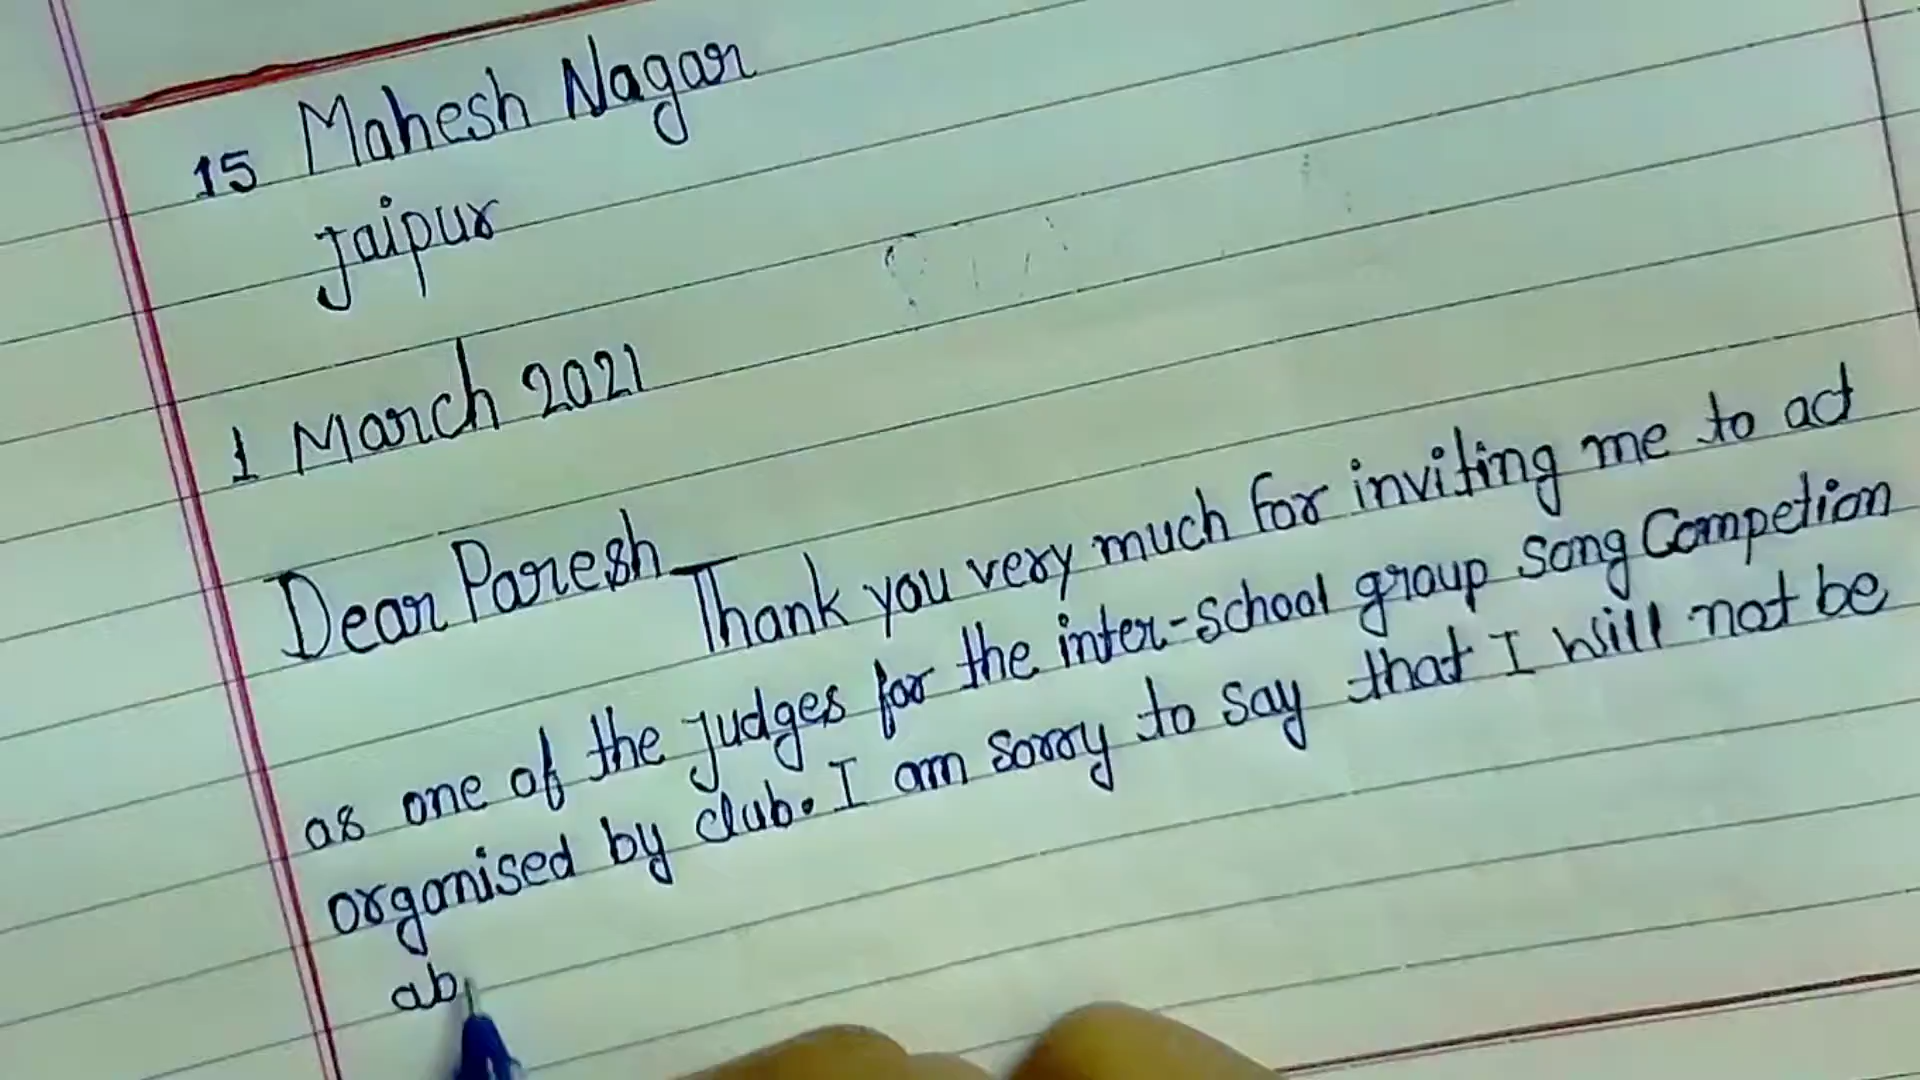 15 Mahesh Nagar
Jaipur
1 March 2021
Dear Paresh
Thank you very much for inviting me to act
as one of the judges for the inter-school group song Competion
organised by club. I am sorry to say that I will not be
ab